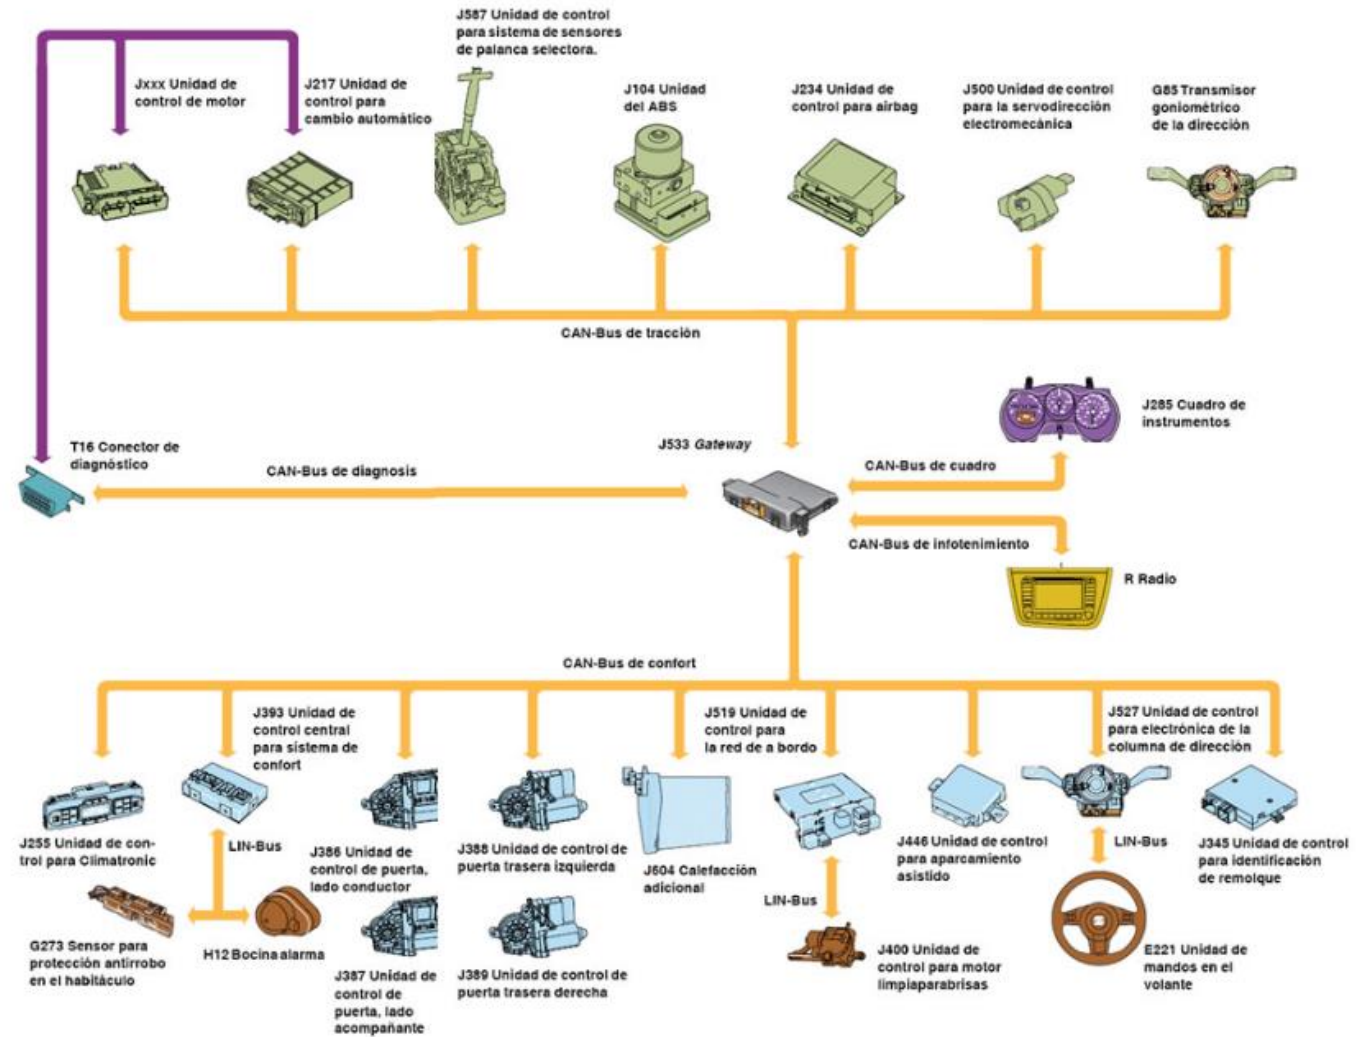 J587 Unidad de control
para sistema de sensores
de palanca selectora.
Jxxx Unidad de
control de motor
J217 Unidad de
control para
cambio automático
J104 Unidad
del ABS
J234 Unidad de
control para airbag
J500 Unidad de control
para la servodirección
electromecánica
G85 Transmisor
goniométrico
de la dirección
CAN-Bus de tracción
J285 Cuadro de
instrumentos
T16 Conector de
diagnóstico
J533 Gateway
CAN-Bus de diagnosis
CAN-Bus de cuadro
CAN-Bus de infotenimiento
R Radio
CAN-Bus de confort
J393 Unidad de
control central
para sistema de
confort
J519 Unidad de
control para
la red de a bordo
J527 Unidad de control
para electrónica de la
columna de dirección
J255 Unidad de con-
trol para Climatronic
LIN-Bus
J386 Unidad de
control de puerta,
lado conductor
J388 Unidad de control de
puerta trasera izquierda
J604 Calefacción
adicional
J446 Unidad de control
para aparcamiento
asistido
LIN-Bus
J345 Unidad de control
para identificación
de remolque
LIN-Bus
G273 Sensor para
protección antirrobo
en el habitáculo
H12 Bocina alarma
J387 Unidad de
control de
puerta, lado
acompañante
J389 Unidad de control de
puerta trasera derecha
J400 Unidad de
control para motor
limpiaparabrisas
E221 Unidad de
mandos en el
volante